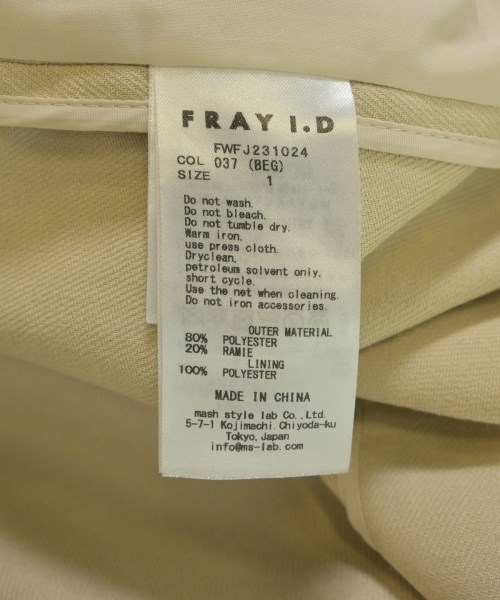 FRAY I.D
FWFJ231024
COL 037 (BEG)
SIZE 1
Do not wash.
Do not bleach.
Do not tumble dry.
Warm iron,
use press cloth.
Dryclean,
petroleum solvent only,
short cycle.
Use the net when cleaning.
Do not iron accessories.
OUTER MATERIAL
80% POLYESTER
20% RAMIE
LINING
100% POLYESTER
MADE IN CHINA
mash style lab Co., Ltd.
5-7-1 Kojimachi, Chiyoda-ku
Tokyo, Japan
info@ms-lab.com